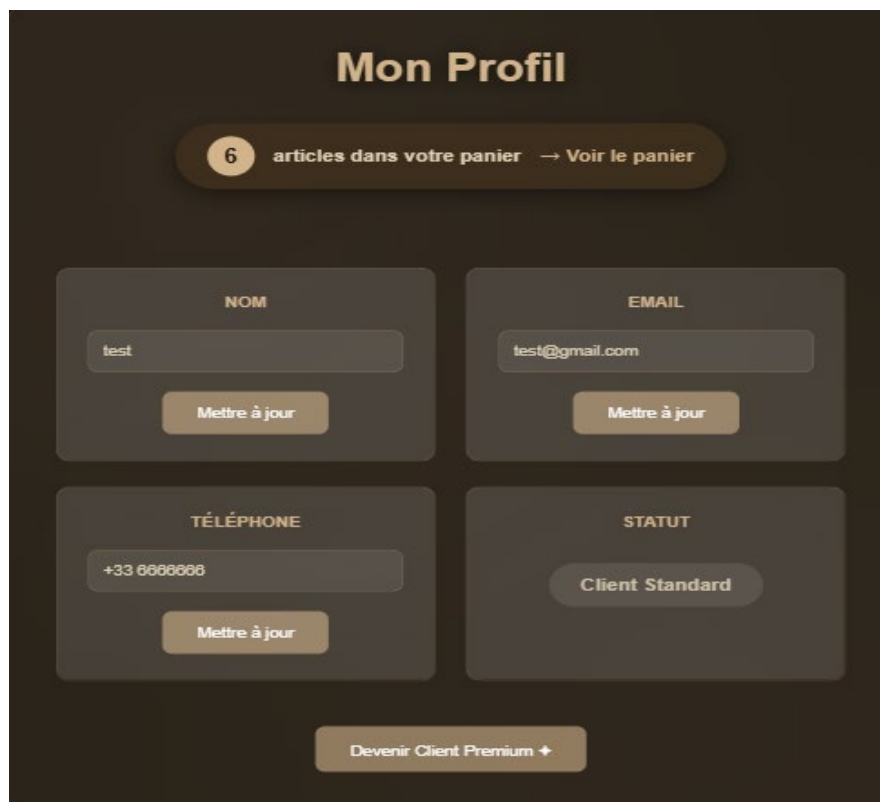 Mon Profil
6 articles dans votre panier → Voir le panier
NOM
test
Mettre à jour
EMAIL
test@gmail.com
Mettre à jour
TÉLÉPHONE
+33 6666666
Mettre à jour
STATUT
Client Standard
Devenir Client Premium ✦